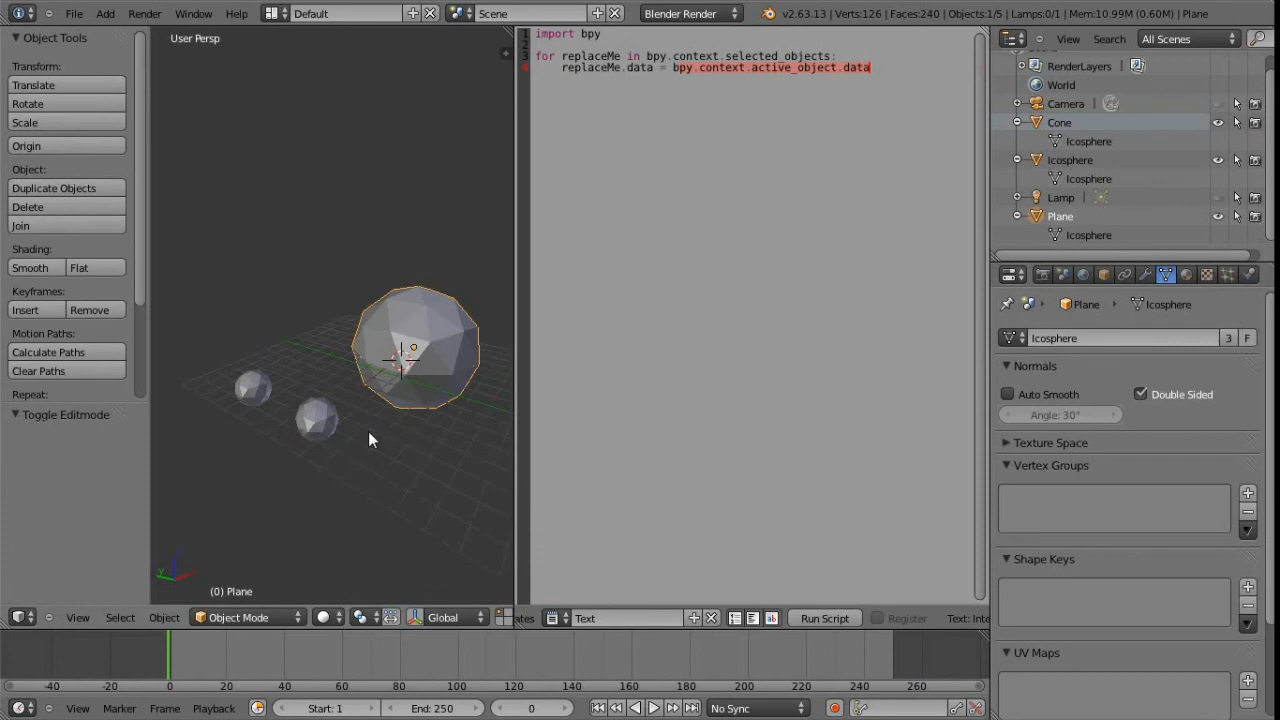 File Add Render Window Help Default Scene Blender Render v2.63.13 | Verts:126 | Faces:240 | Objects:1/5 | Lamps:0/1 | Mem:10.99M (0.60M) | Plane
Object Tools
Transform:
Translate
Rotate
Scale
Origin
Object:
Duplicate Objects
Delete
Join
Shading:
Smooth Flat
Keyframes:
Insert Remove
Motion Paths:
Calculate Paths
Clear Paths
Repeat:
Toggle Editmode
User Persp
(0) Plane
y
View Select Object Object Mode Global
1 import bpy
2
3 for replaceMe in bpy.context.selected_objects:
4 replaceMe.data = bpy.context.active_object.data
ates Text Run Script Register Text: Inte
View Search All Scenes
RenderLayers
World
Camera
Cone
Icosphere
Icosphere
Icosphere
Lamp
Plane
Icosphere
Plane Icosphere
Icosphere 3 F
Normals
Auto Smooth Double Sided
Angle: 30°
Texture Space
Vertex Groups
Shape Keys
UV Maps
-40 -20 0 20 40 60 80 100 120 140 160 180 200 220 240 260
View Marker Frame Playback Start: 1 End: 250 0 No Sync